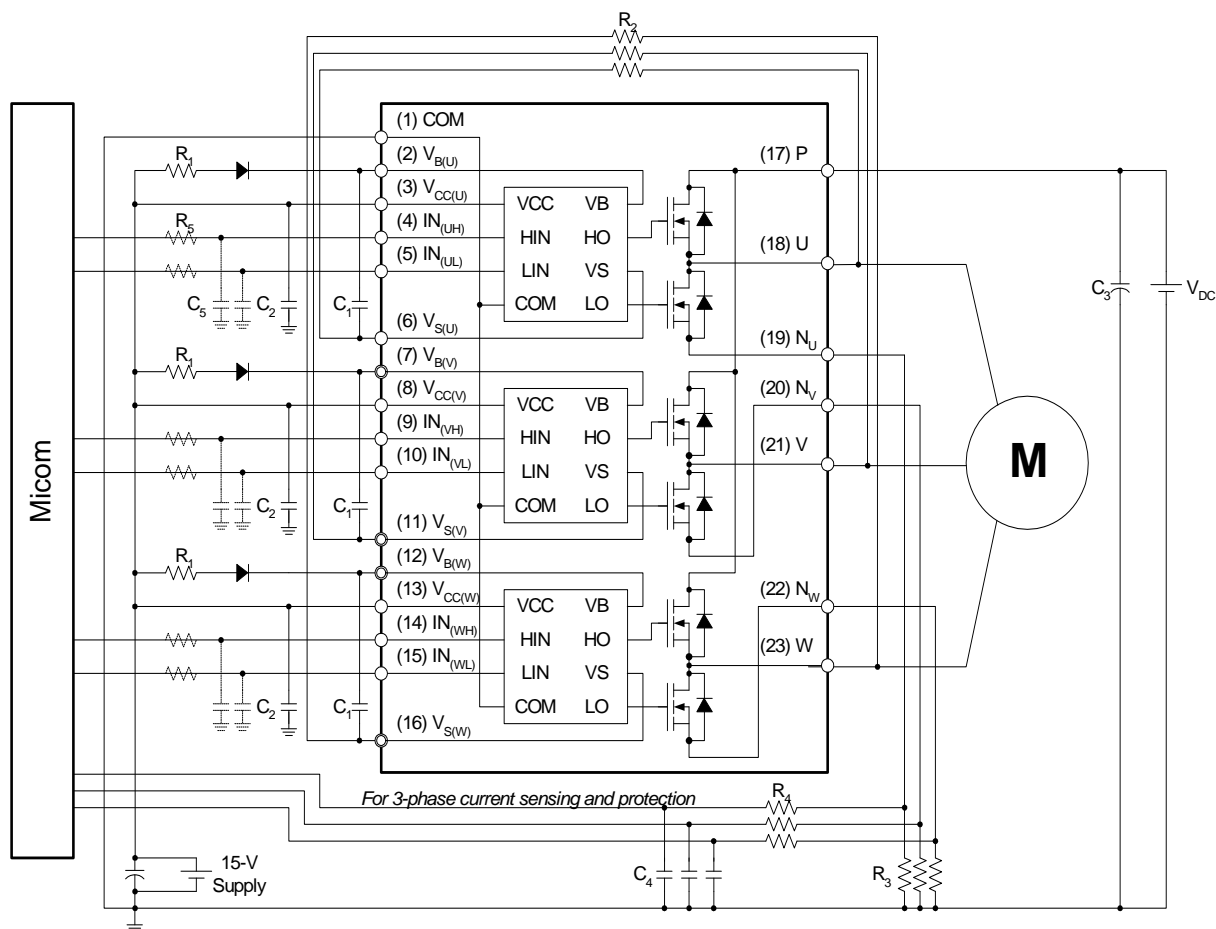 R2
(1) COM
(2) VB(U)
(3) VCC(U)
(4) IN(UH)
(5) IN(UL)
(6) VS(U)
(7) VB(V)
(8) VCC(V)
(9) IN(VH)
(10) IN(VL)
(11) VS(V)
(12) VB(W)
(13) VCC(W)
(14) IN(WH)
(15) IN(WL)
(16) VS(W)
R1
R5
C5
C2
C1
R1
C2
C1
R1
C2
C1
Micom
VCC VB
HIN HO
LIN VS
COM LO
VCC VB
HIN HO
LIN VS
COM LO
VCC VB
HIN HO
LIN VS
COM LO
(17) P
(18) U
(19) NU
(20) NV
(21) V
(22) NW
(23) W
C3
VDC
M
For 3-phase current sensing and protection
R4
15-V
Supply
C4
R3